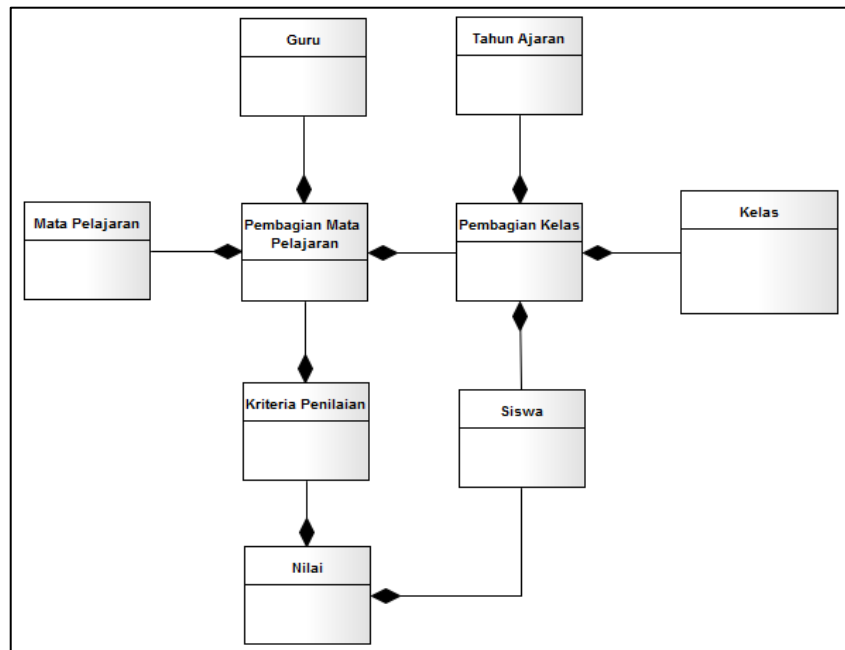 Guru
Tahun Ajaran
Mata Pelajaran
Pembagian Mata
Pelajaran
Pembagian Kelas
Kelas
Kriteria Penilaian
Siswa
Nilai